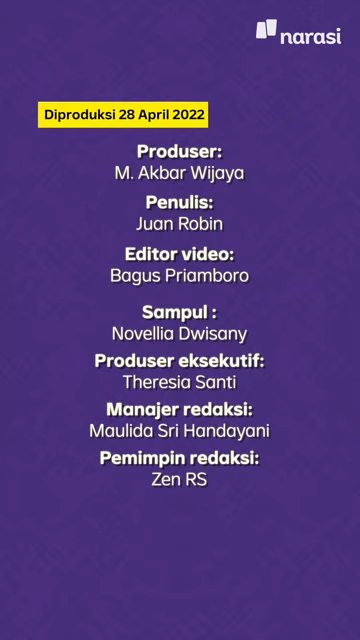 narasi
Diproduksi 28 April 2022
Produser:
M. Akbar Wijaya
Penulis:
Juan Robin
Editor video:
Bagus Priamboro
Sampul :
Novellia Dwisany
Produser eksekutif:
Theresia Santi
Manajer redaksi:
Maulida Sri Handayani
Pemimpin redaksi:
Zen RS